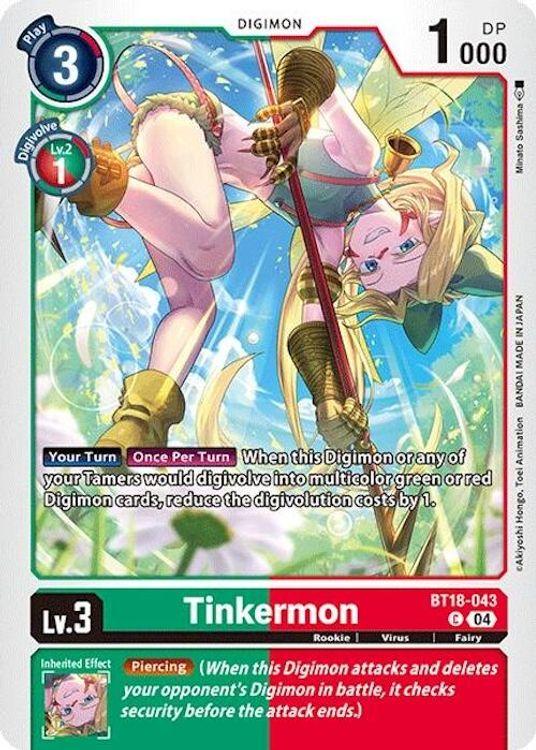 DIGIMON
Play
3
1000
DP
Digivolve
Lv.2
1
Minato Sashima
©Akiyoshi Hongo, Toei Animation BANDAI MADE IN JAPAN
Your Turn Once Per Turn When this Digimon or any of
your Tamers would digivolve into multicolor green or red
Digimon cards, reduce the digivolution costs by 1.
Lv.3
Tinkermon
BT18-043
C 04
Rookie | Virus | Fairy
Inherited Effect
Piercing (When this Digimon attacks and deletes
your opponent's Digimon in battle, it checks
security before the attack ends.)